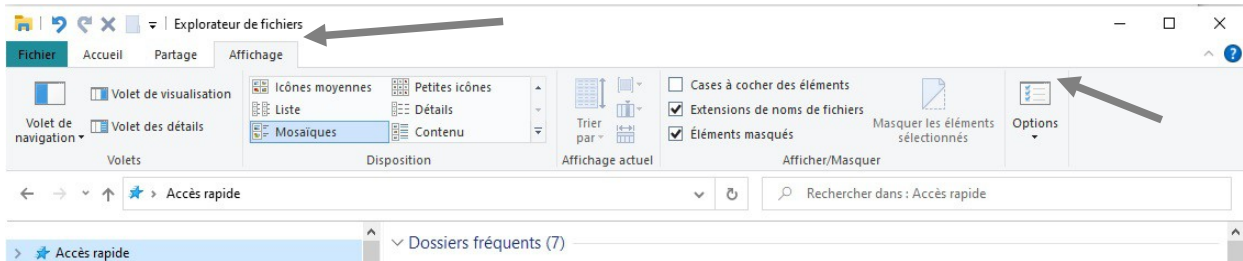 Explorateur de fichiers
Fichier Accueil Partage Affichage
Volet de navigation
Volet de visualisation
Volet des détails
Volets
Icônes moyennes Petites icônes
Liste Détails
Mosaïques Contenu
Disposition
Trier par
Affichage actuel
Cases à cocher des éléments
Extensions de noms de fichiers
Éléments masqués
Masquer les éléments
sélectionnés
Afficher/Masquer
Options
Accès rapide
Rechercher dans : Accès rapide
Accès rapide
Dossiers fréquents (7)